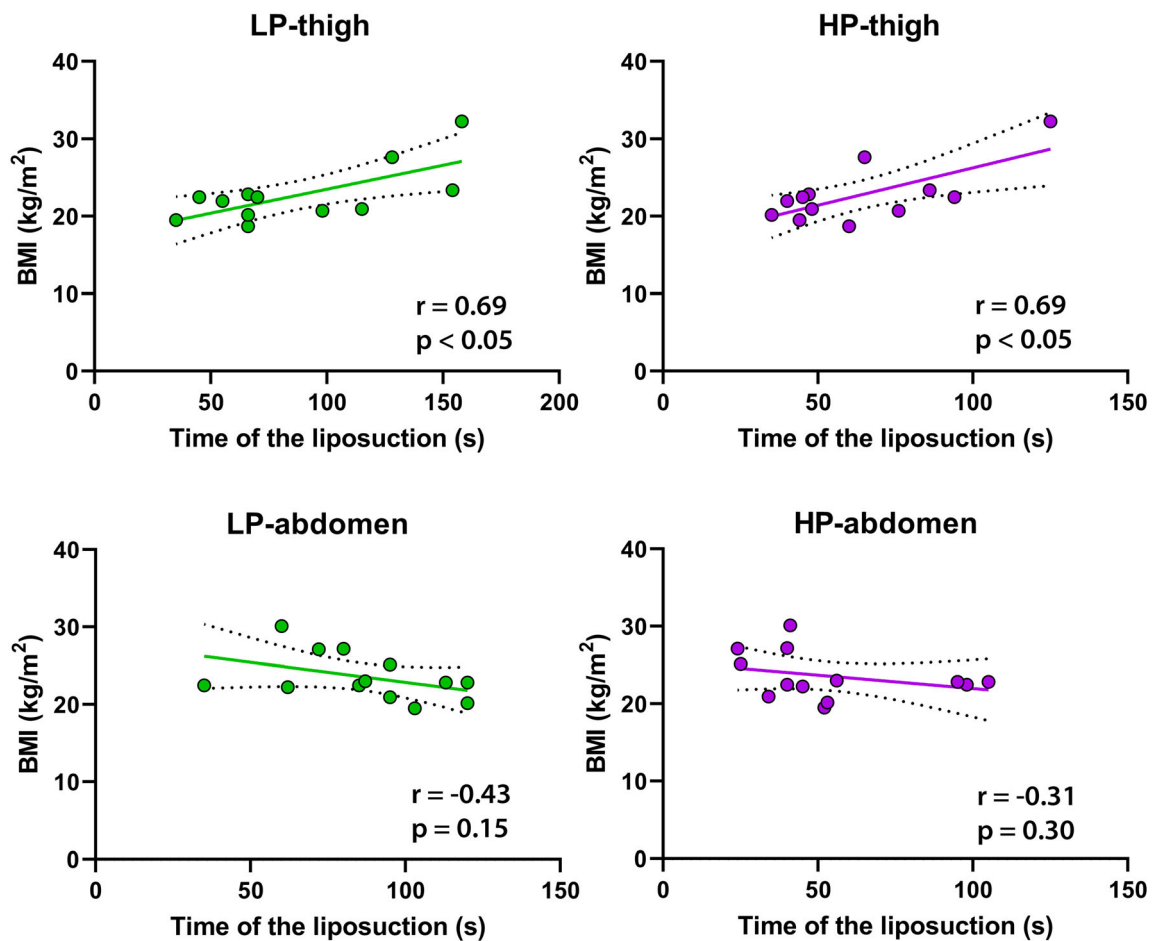 LP-thigh
40
30
20
10
0
BMI (kg/m²)
r = 0.69
p < 0.05
0 50 100 150 200
Time of the liposuction (s)
HP-thigh
40
30
20
10
0
BMI (kg/m²)
r = 0.69
p < 0.05
0 50 100 150
Time of the liposuction (s)
LP-abdomen
40
30
20
10
0
BMI (kg/m²)
r = -0.43
p = 0.15
0 50 100 150
Time of the liposuction (s)
HP-abdomen
40
30
20
10
0
BMI (kg/m²)
r = -0.31
p = 0.30
0 50 100 150
Time of the liposuction (s)